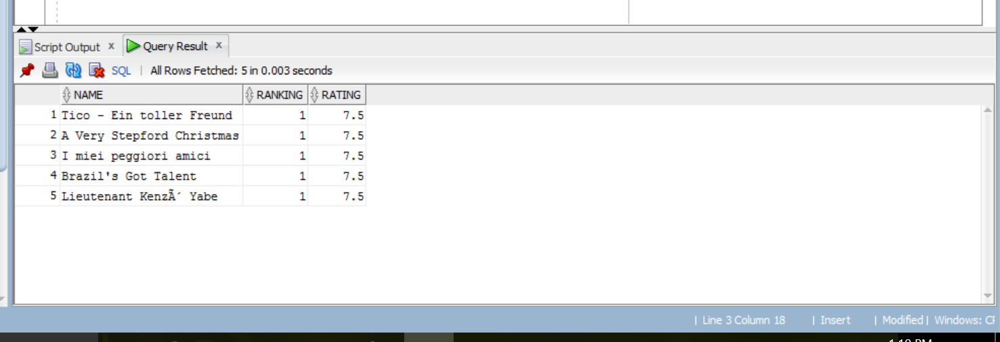 Script Output x Query Result x
SQL | All Rows Fetched: 5 in 0.003 seconds
NAME RANKING RATING
1 Tico - Ein toller Freund 1 7.5
2 A Very Stepford Christmas 1 7.5
3 I miei peggiori amici 1 7.5
4 Brazil's Got Talent 1 7.5
5 Lieutenant KenzÃ´ Yabe 1 7.5
| Line 3 Column 18 | Insert | Modified | Windows: